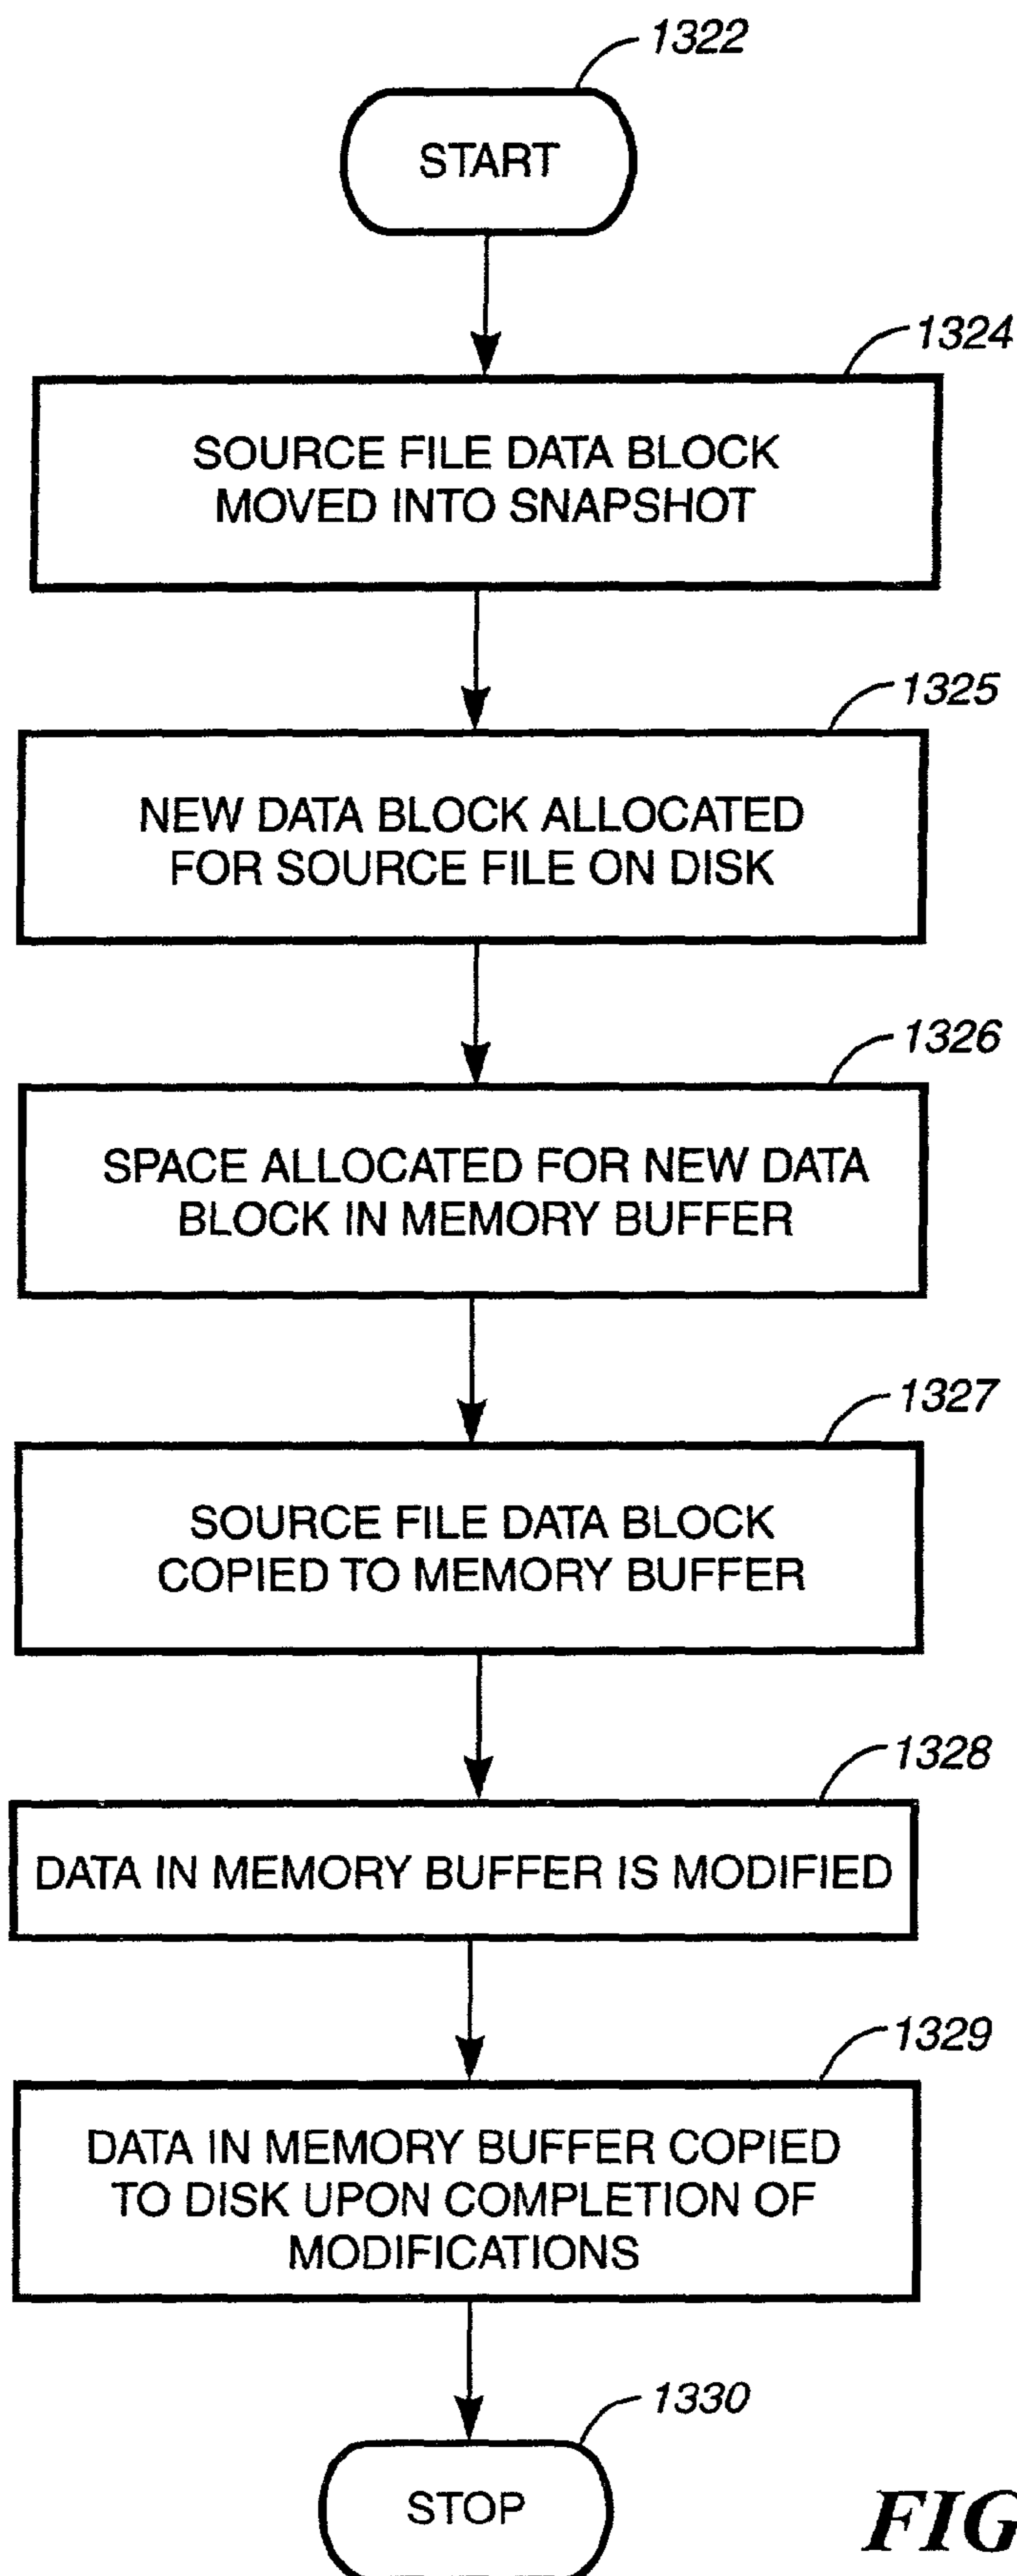 1322
START
1324
SOURCE FILE DATA BLOCK
MOVED INTO SNAPSHOT
1325
NEW DATA BLOCK ALLOCATED
FOR SOURCE FILE ON DISK
1326
SPACE ALLOCATED FOR NEW DATA
BLOCK IN MEMORY BUFFER
1327
SOURCE FILE DATA BLOCK
COPIED TO MEMORY BUFFER
1328
DATA IN MEMORY BUFFER IS MODIFIED
1329
DATA IN MEMORY BUFFER COPIED
TO DISK UPON COMPLETION OF
MODIFICATIONS
1330
STOP
FIG